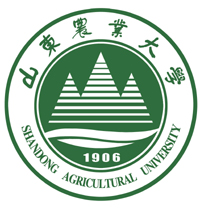 山東農業大學
1906
SHANDONG AGRICULTURAL UNIVERSITY